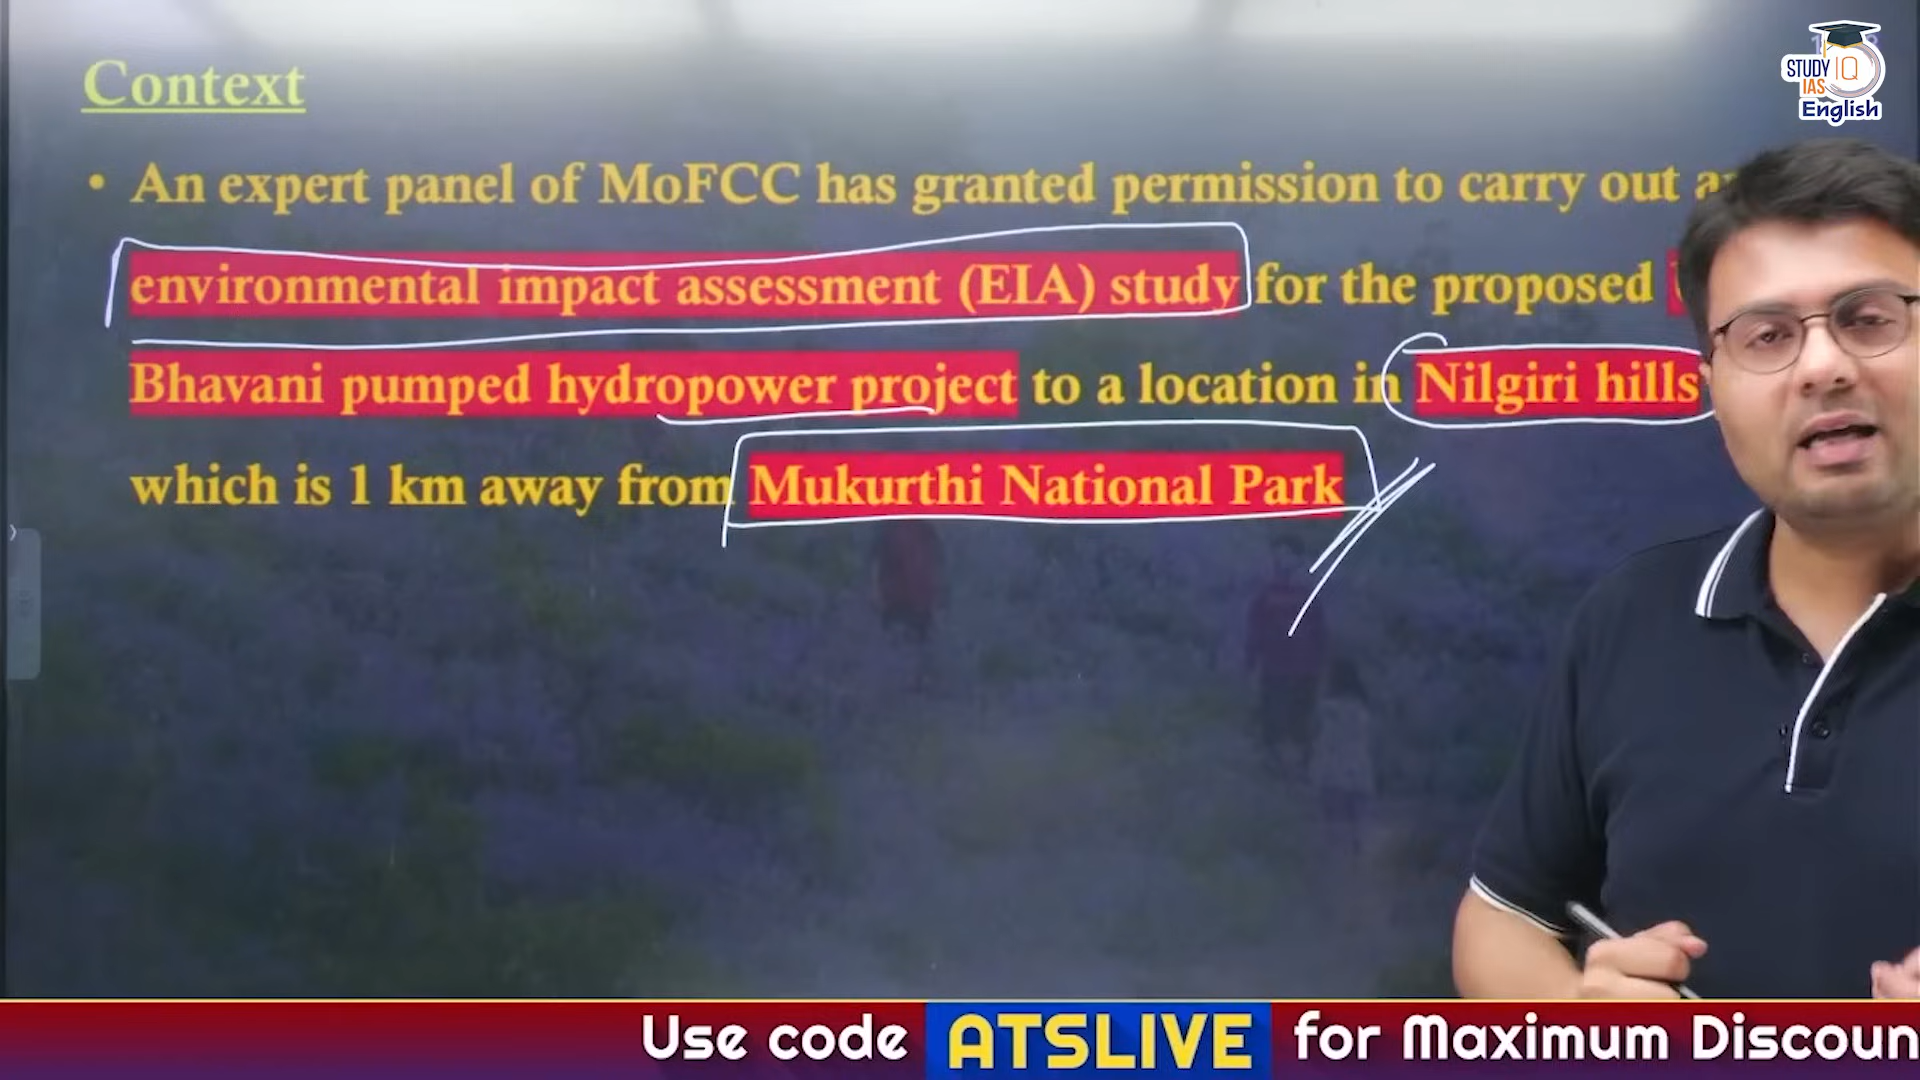 STUDY IQ
IAS
English
Context
• An expert panel of MoFCC has granted permission to carry out
environmental impact assessment (EIA) study for the proposed
Bhavani pumped hydropower project to a location in Nilgiri hills
which is 1 km away from Mukurthi National Park
Use code ATSLIVE for Maximum Discoun